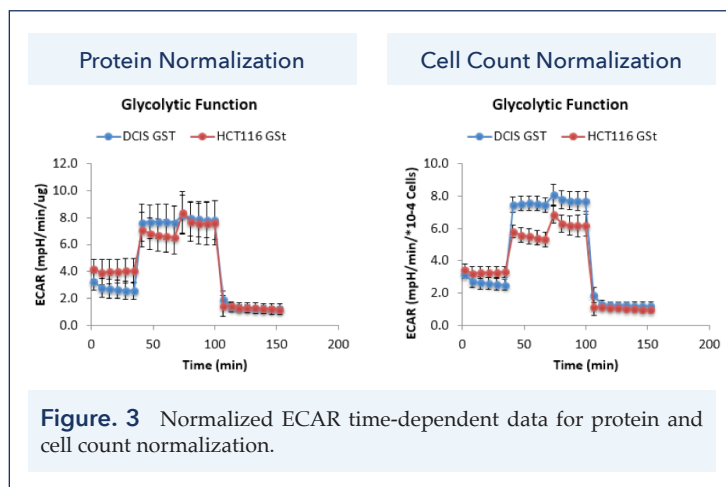 Protein Normalization
Glycolytic Function
DCIS GST HCT116 GSt
ECAR (mpH/min/ug)
12.0
10.0
8.0
6.0
4.0
2.0
0.0
0 50 100 150 200
Time (min)
Cell Count Normalization
Glycolytic Function
DCIS GST HCT116 GSt
ECAR (mpH/min/*10-4 Cells)
10.0
8.0
6.0
4.0
2.0
0.0
0 50 100 150 200
Time (min)
Figure. 3 Normalized ECAR time-dependent data for protein and
cell count normalization.